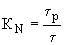 K_N = τ_p / τ